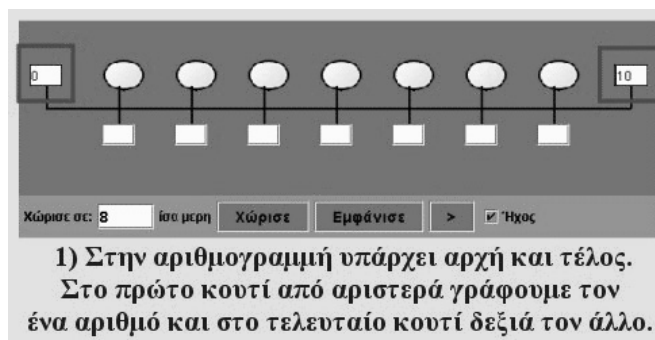 0 10
Χώρισε σε: 8 ίσα μερη Χώρισε Εμφάνισε > Ήχος
1) Στην αριθμογραμμή υπάρχει αρχή και τέλος.
Στο πρώτο κουτί από αριστερά γράφουμε τον
ένα αριθμό και στο τελευταίο κουτί δεξιά τον άλλο.